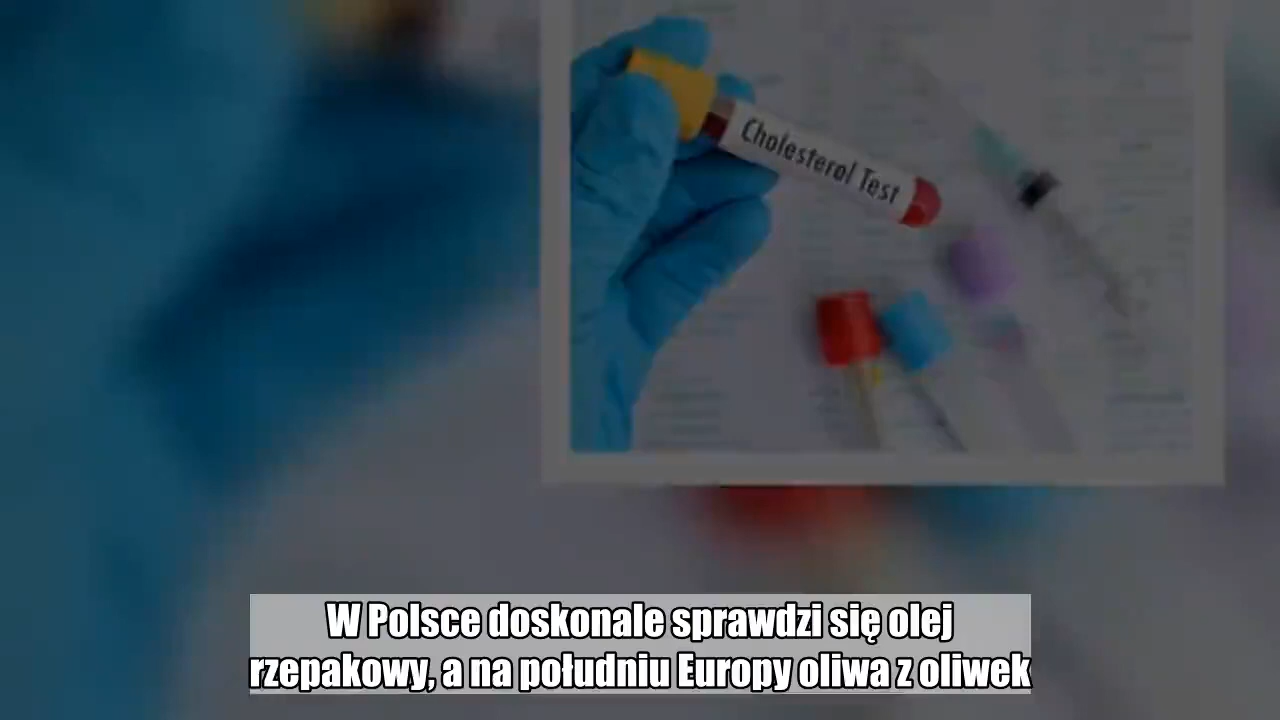 Cholesterol Test
W Polsce doskonale sprawdzi się olej
rzepakowy, a na południu Europy oliwa z oliwek